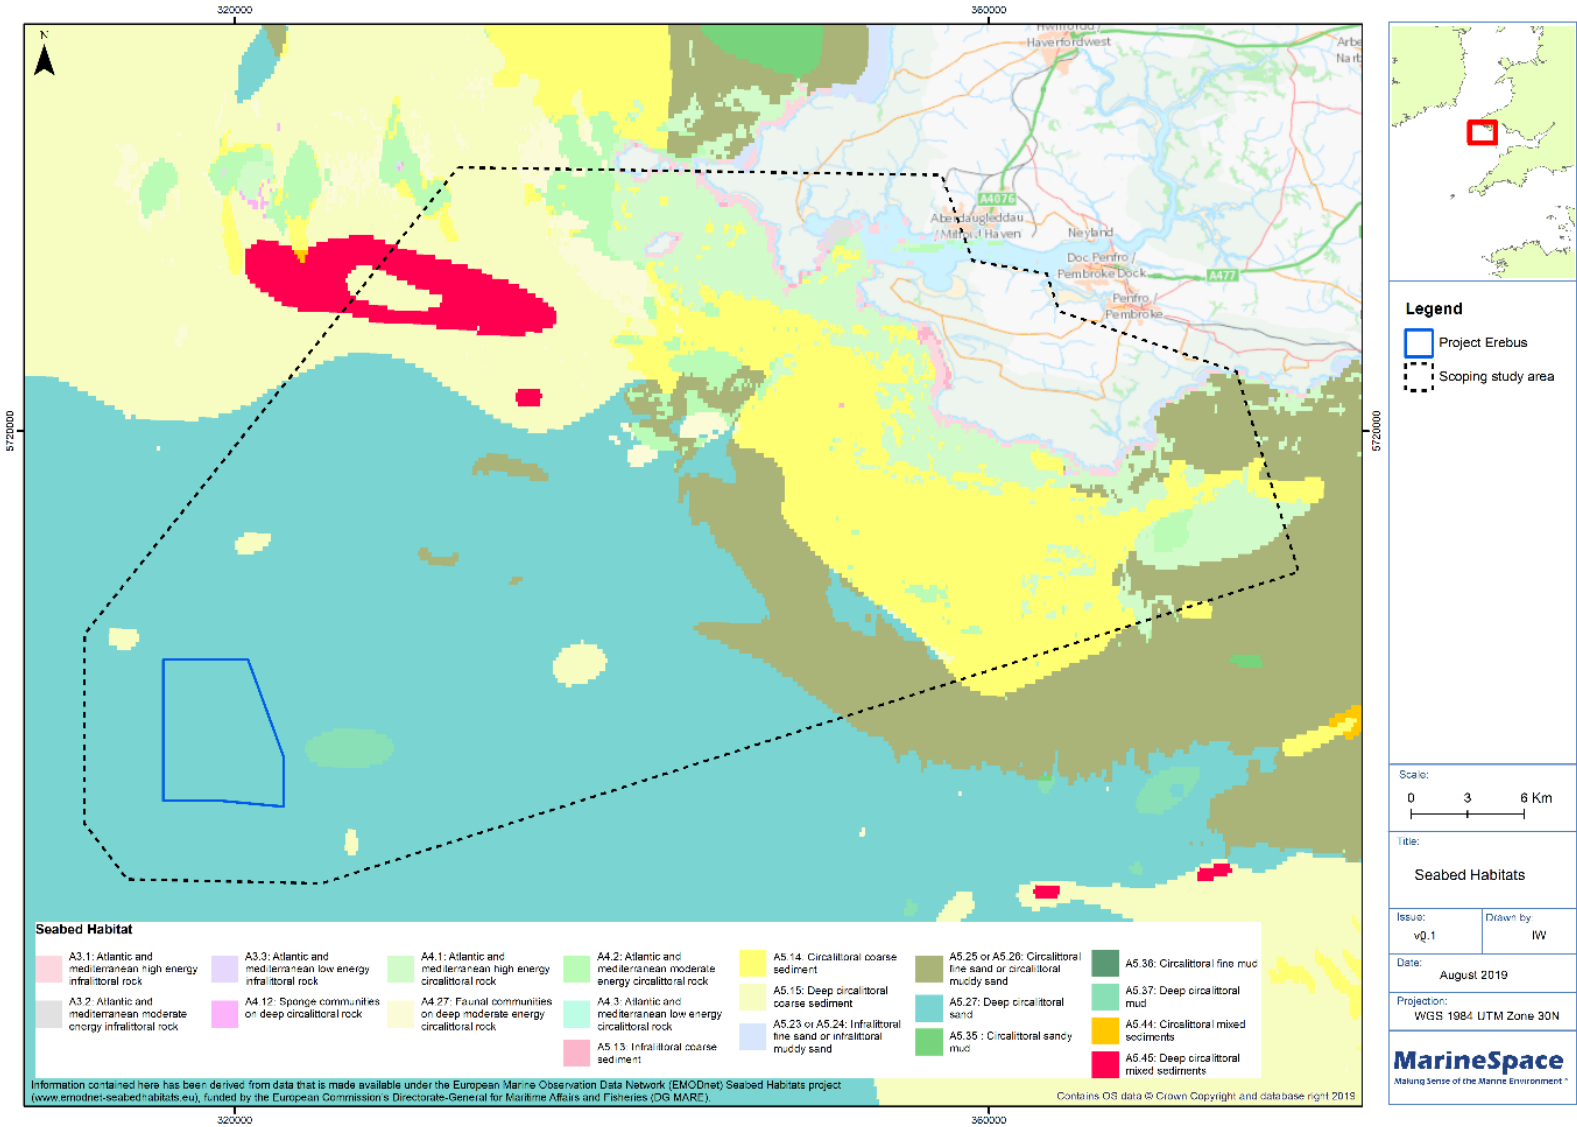 320000
360000
N
Haverfordwest
Arbe
Narb
A4076
Aberdaugleddau
/ Milford Haven
Neyland
Doc Penfro /
Pembroke Dock
A477
Penfro /
Pembroke
5720000
5720000
Legend
Project Erebus
Scoping study area
Scale:
0 3 6 Km
Title:
Seabed Habitats
Issue:
v0.1
Drawn by:
IW
Date:
August 2019
Projection:
WGS 1984 UTM Zone 30N
MarineSpace
Making Sense of the Marine Environment
Seabed Habitat
A3.1: Atlantic and
mediterranean high energy
infralittoral rock
A3.2: Atlantic and
mediterranean moderate
energy infralittoral rock
A3.3: Atlantic and
mediterranean low energy
infralittoral rock
A4.12: Sponge communities
on deep circalittoral rock
A4.1: Atlantic and
mediterranean high energy
circalittoral rock
A4.27: Faunal communities
on deep moderate energy
circalittoral rock
A4.2: Atlantic and
mediterranean moderate
energy circalittoral rock
A4.3: Atlantic and
mediterranean low energy
circalittoral rock
A5.13: Infralittoral coarse
sediment
A5.14: Circalittoral coarse
sediment
A5.15: Deep circalittoral
coarse sediment
A5.23 or A5.24: Infralittoral
fine sand or infralittoral
muddy sand
A5.25 or A5.26: Circalittoral
fine sand or circalittoral
muddy sand
A5.27: Deep circalittoral
sand
A5.35 : Circalittoral sandy
mud
A5.36: Circalittoral fine mud
A5.37: Deep circalittoral
mud
A5.44: Circalittoral mixed
sediments
A5.45: Deep circalittoral
mixed sediments
Information contained here has been derived from data that is made available under the European Marine Observation Data Network (EMODnet) Seabed Habitats project
(www.emodnet-seabedhabitats.eu), funded by the European Commission's Directorate-General for Maritime Affairs and Fisheries (DG MARE).
Contains OS data © Crown Copyright and database right 2019
320000
360000